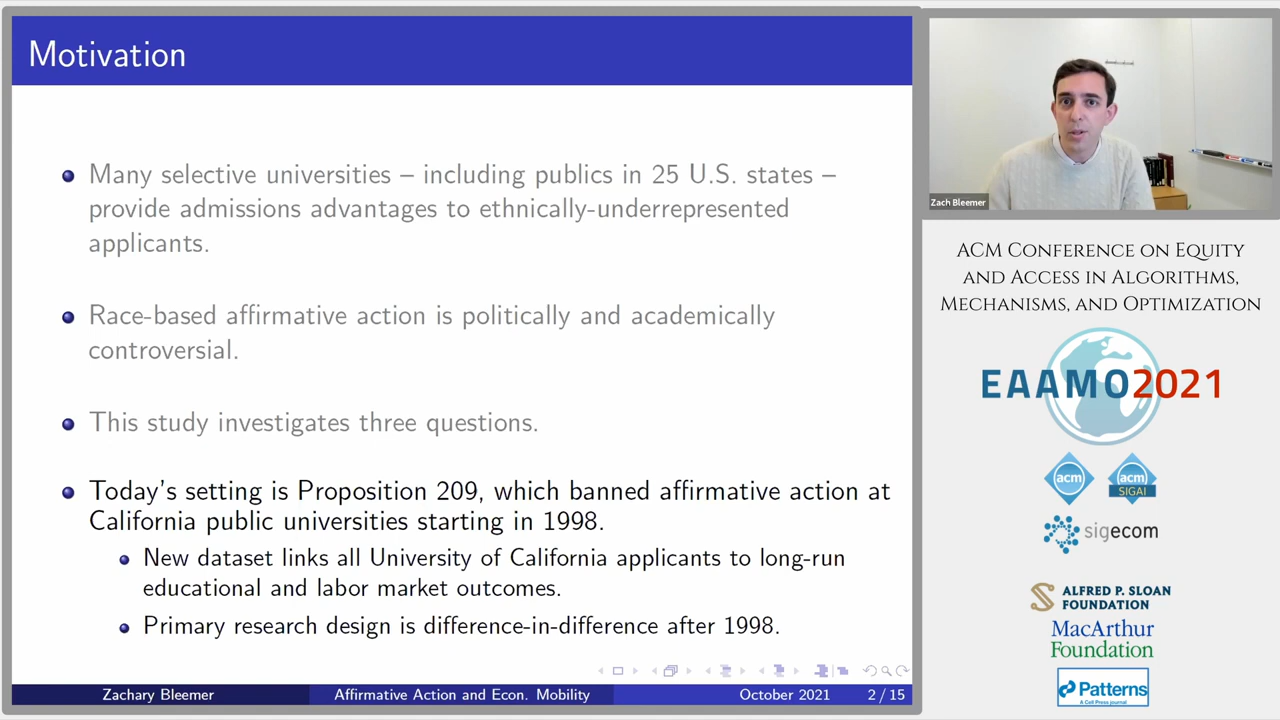 Motivation
Many selective universities – including publics in 25 U.S. states –
provide admissions advantages to ethnically-underrepresented
applicants.
Race-based affirmative action is politically and academically
controversial.
This study investigates three questions.
Today's setting is Proposition 209, which banned affirmative action at
California public universities starting in 1998.
New dataset links all University of California applicants to long-run
educational and labor market outcomes.
Primary research design is difference-in-difference after 1998.
Zachary Bleemer
Affirmative Action and Econ. Mobility
October 2021
2 / 15
Zach Bleemer
ACM Conference on Equity
and Access in Algorithms,
Mechanisms, and Optimization
EAAMO2021
acm
acm
SIGAI
sigecom
ALFRED P. SLOAN
FOUNDATION
MacArthur
Foundation
Patterns
A Cell Press journal